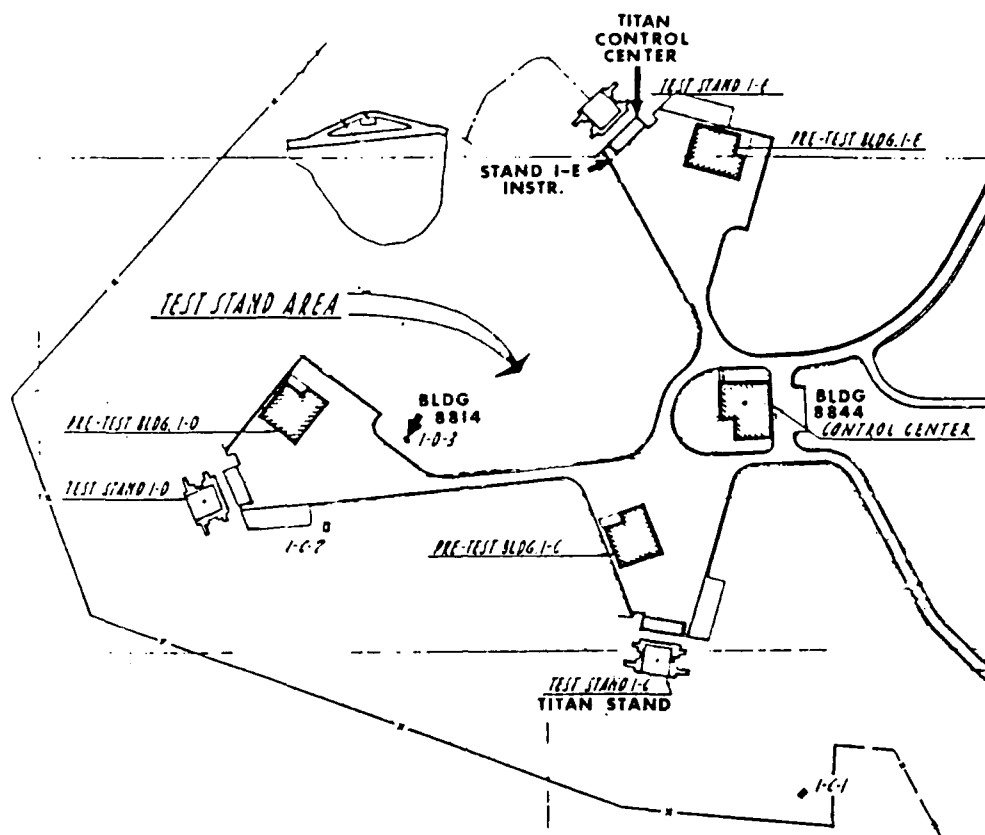 TITAN
CONTROL
CENTER
TEST STAND 1-E
PRE-TEST BLDG. 1-E
STAND I-E
INSTR.
TEST STAND AREA
BLDG
8814
1-D-3
PRE-TEST BLDG. 1-D
BLDG
8844
CONTROL CENTER
TEST STAND 1-D
1-C-2
PRE-TEST BLDG. 1-C
TEST STAND 1-C
TITAN STAND
1-C-1